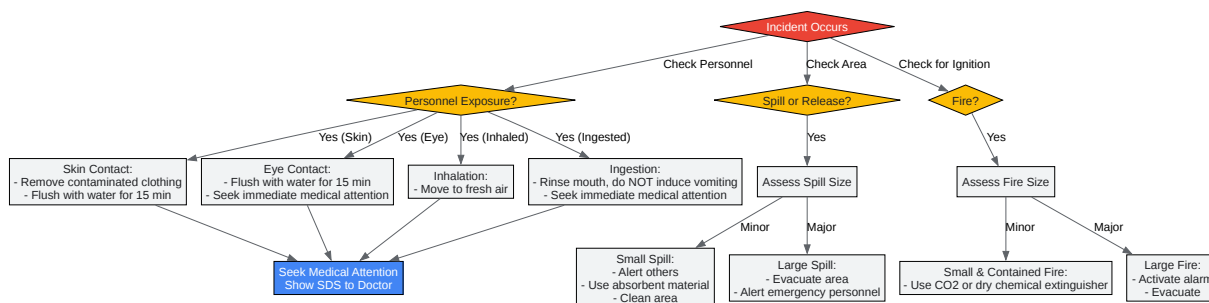 Incident Occurs
Check Personnel
Check Area
Check for Ignition
Personnel Exposure?
Spill or Release?
Fire?
Yes (Skin)
Yes (Eye)
Yes (Inhaled)
Yes (Ingested)
Yes
Yes
Skin Contact:
- Remove contaminated clothing
- Flush with water for 15 min
Eye Contact:
- Flush with water for 15 min
- Seek immediate medical attention
Inhalation:
- Move to fresh air
Ingestion:
- Rinse mouth, do NOT induce vomiting
- Seek immediate medical attention
Assess Spill Size
Assess Fire Size
Minor
Major
Minor
Major
Seek Medical Attention
Show SDS to Doctor
Small Spill:
- Alert others
- Use absorbent material
- Clean area
Large Spill:
- Evacuate area
- Alert emergency personnel
Small & Contained Fire:
- Use CO2 or dry chemical extinguisher
Large Fire:
- Activate alarm
- Evacuate